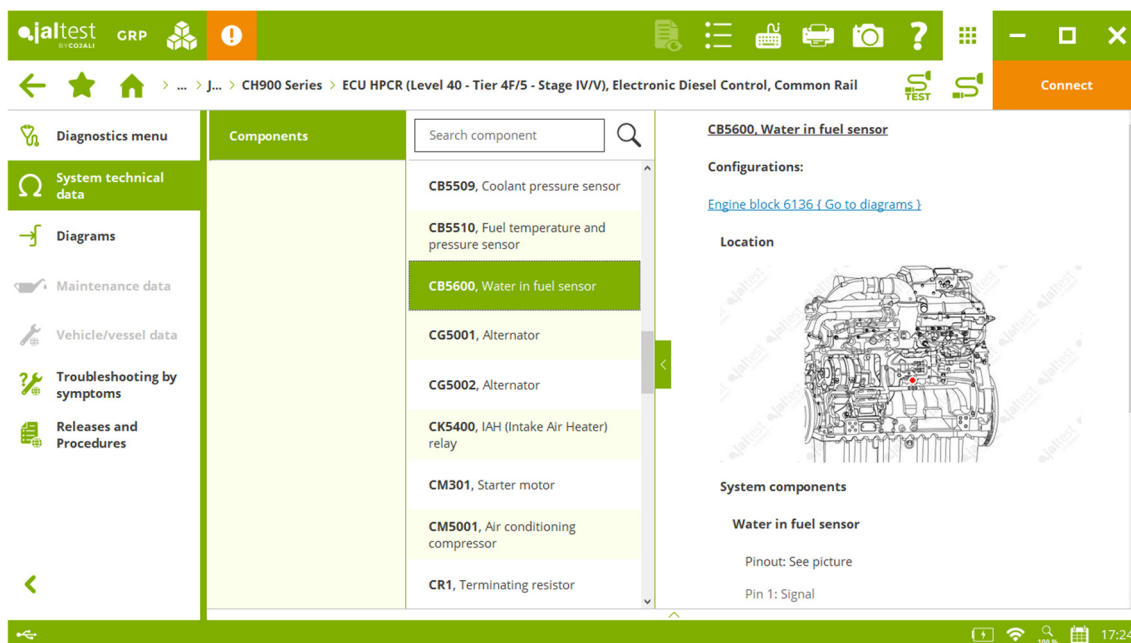 jaltest
BY COJALI
GRP
> ... > J... > CH900 Series > ECU HPCR (Level 40 - Tier 4F/5 - Stage IV/V), Electronic Diesel Control, Common Rail
TEST
Connect
Diagnostics menu
System technical
data
Diagrams
Maintenance data
Vehicle/vessel data
Troubleshooting by
symptoms
Releases and
Procedures
Components
Search component
CB5509, Coolant pressure sensor
CB5510, Fuel temperature and
pressure sensor
CB5600, Water in fuel sensor
CG5001, Alternator
CG5002, Alternator
CK5400, IAH (Intake Air Heater)
relay
CM301, Starter motor
CM5001, Air conditioning
compressor
CR1, Terminating resistor
CB5600, Water in fuel sensor
Configurations:
Engine block 6136 { Go to diagrams }
Location
System components
Water in fuel sensor
Pinout: See picture
Pin 1: Signal
100 %
17:24